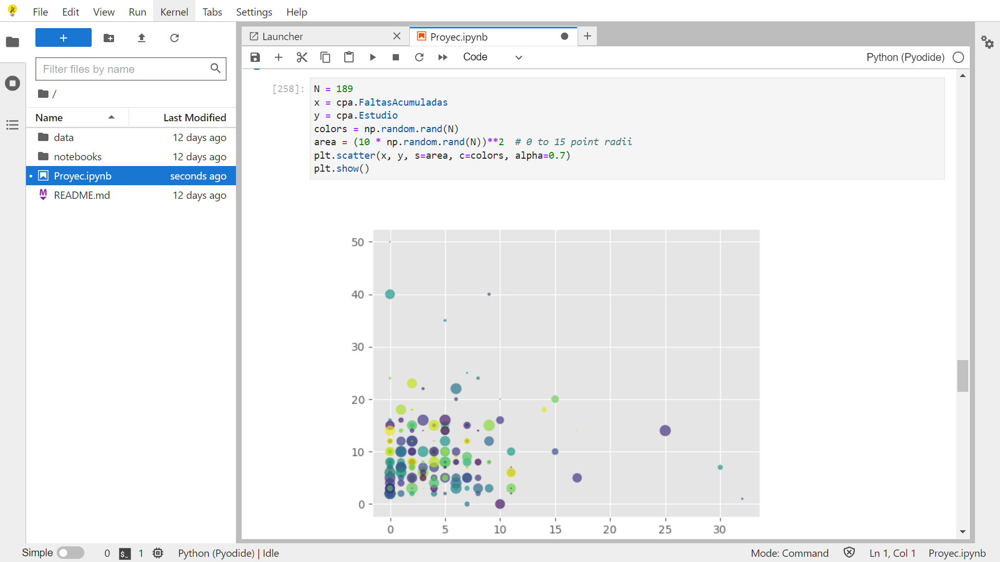 File Edit View Run Kernel Tabs Settings Help
Launcher
Proyec.ipynb
Filter files by name
Code
Python (Pyodide)
/
Name Last Modified
data 12 days ago
notebooks 12 days ago
Proyec.ipynb seconds ago
README.md 12 days ago
[258]:
N = 189
x = cpa.FaltasAcumuladas
y = cpa.Estudio
colors = np.random.rand(N)
area = (10 * np.random.rand(N))**2  # 0 to 15 point radii
plt.scatter(x, y, s=area, c=colors, alpha=0.7)
plt.show()
50
40
30
20
10
0
0 5 10 15 20 25 30
Simple 0 $_ 1 Python (Pyodide) | Idle Mode: Command Ln 1, Col 1 Proyec.ipynb